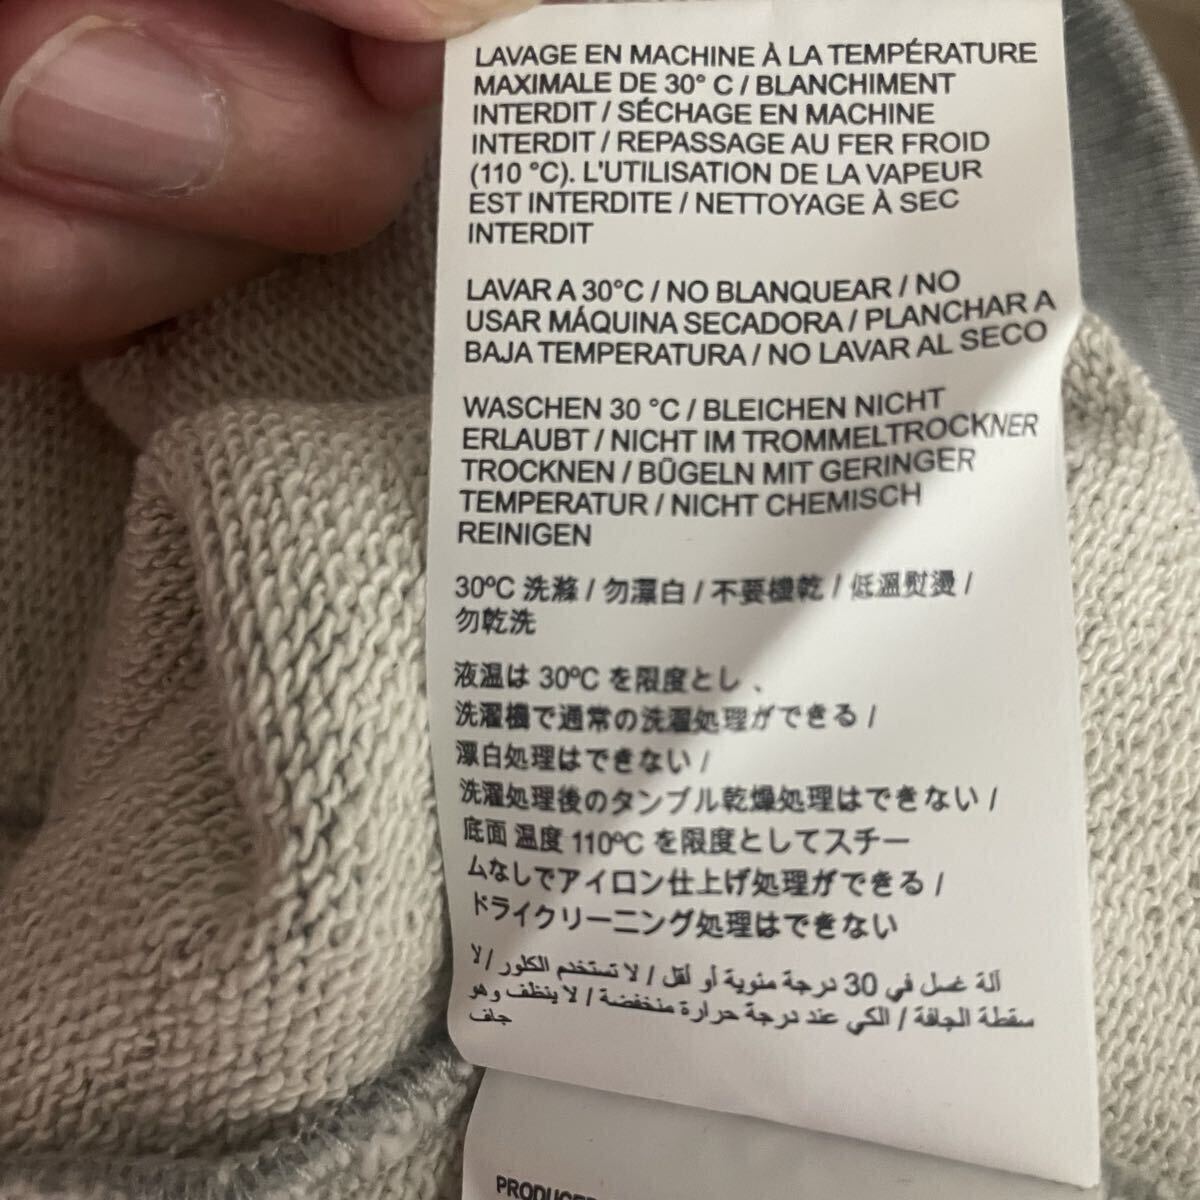 LAVAGE EN MACHINE À LA TEMPÉRATURE
MAXIMALE DE 30° C / BLANCHIMENT
INTERDIT / SÉCHAGE EN MACHINE
INTERDIT / REPASSAGE AU FER FROID
(110 °C). L'UTILISATION DE LA VAPEUR
EST INTERDITE / NETTOYAGE À SEC
INTERDIT
LAVAR A 30°C / NO BLANQUEAR / NO
USAR MÁQUINA SECADORA / PLANCHAR A
BAJA TEMPERATURA / NO LAVAR AL SECO
WASCHEN 30 °C / BLEICHEN NICHT
ERLAUBT / NICHT IM TROMMELTROCKNER
TROCKNEN / BÜGELN MIT GERINGER
TEMPERATUR / NICHT CHEMISCH
REINIGEN
30ºC 洗滌 / 勿漂白 / 不要機乾 / 低溫熨燙 /
勿乾洗
液温は 30ºC を限度とし、
洗濯機で通常の洗濯処理ができる /
漂白処理はできない /
洗濯処理後のタンブル乾燥処理はできない /
底面 温度 110ºC を限度としてスチー
ムなしでアイロン仕上げ処理ができる /
ドライクリーニング処理はできない
آلة غسل في 30 درجة مئوية أو أقل / لا تستخدم الكلور / لا
سقطة الجافة / الكي عند درجة حرارة منخفضة / لا ينظف وهو
جاف